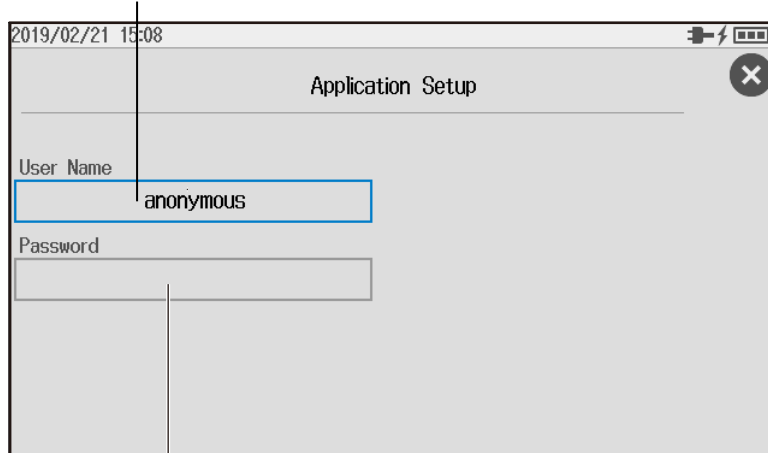 2019/02/21 15:08
Application Setup
User Name
anonymous
Password